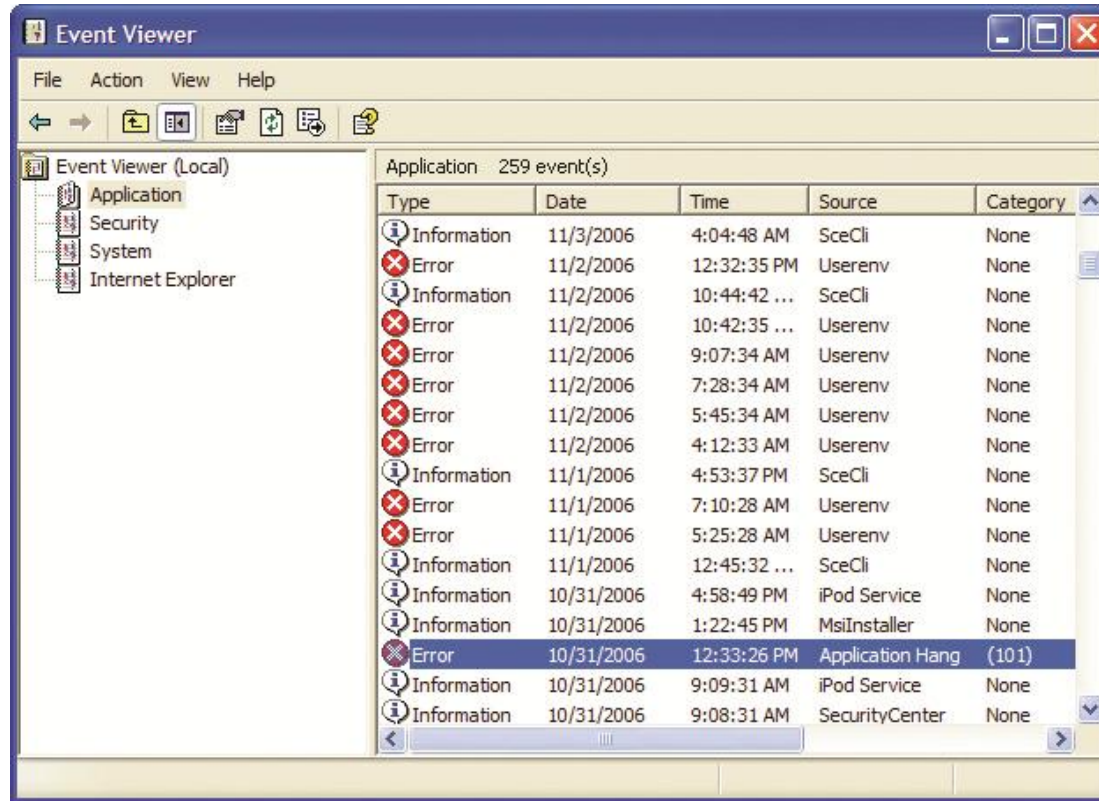 Event Viewer
File Action View Help
Event Viewer (Local)
Application
Security
System
Internet Explorer
Application 259 event(s)
Type Date Time Source Category
Information 11/3/2006 4:04:48 AM SceCli None
Error 11/2/2006 12:32:35 PM Userenv None
Information 11/2/2006 10:44:42 ... SceCli None
Error 11/2/2006 10:42:35 ... Userenv None
Error 11/2/2006 9:07:34 AM Userenv None
Error 11/2/2006 7:28:34 AM Userenv None
Error 11/2/2006 5:45:34 AM Userenv None
Error 11/2/2006 4:12:33 AM Userenv None
Information 11/1/2006 4:53:37 PM SceCli None
Error 11/1/2006 7:10:28 AM Userenv None
Error 11/1/2006 5:25:28 AM Userenv None
Information 11/1/2006 12:45:32 ... SceCli None
Information 10/31/2006 4:58:49 PM iPod Service None
Information 10/31/2006 1:22:45 PM MsiInstaller None
Error 10/31/2006 12:33:26 PM Application Hang (101)
Information 10/31/2006 9:09:31 AM iPod Service None
Information 10/31/2006 9:08:31 AM SecurityCenter None